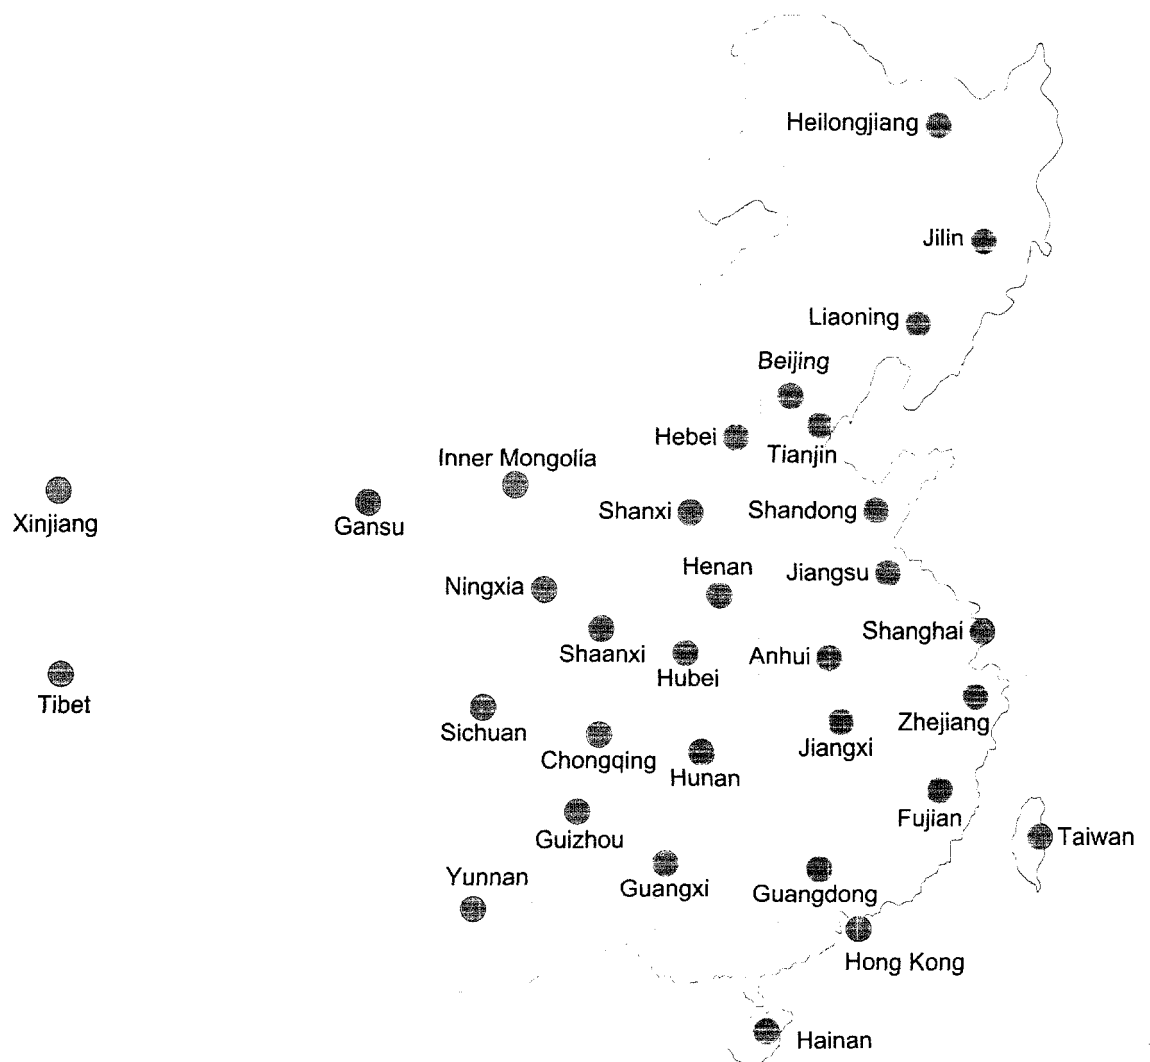 Heilongjiang
Jilin
Liaoning
Beijing
Hebei
Tianjin
Inner Mongolia
Xinjiang
Gansu
Shanxi
Shandong
Henan
Jiangsu
Ningxia
Shaanxi
Hubei
Anhui
Shanghai
Tibet
Sichuan
Chongqing
Hunan
Jiangxi
Zhejiang
Guizhou
Fujian
Taiwan
Yunnan
Guangxi
Guangdong
Hong Kong
Hainan